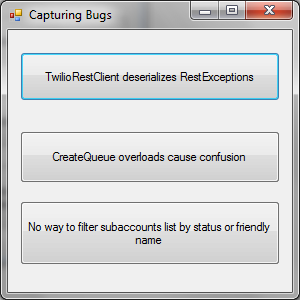 Capturing Bugs
TwilioRestClient deserializes RestExceptions
CreateQueue overloads cause confusion
No way to filter subaccounts list by status or friendly
name